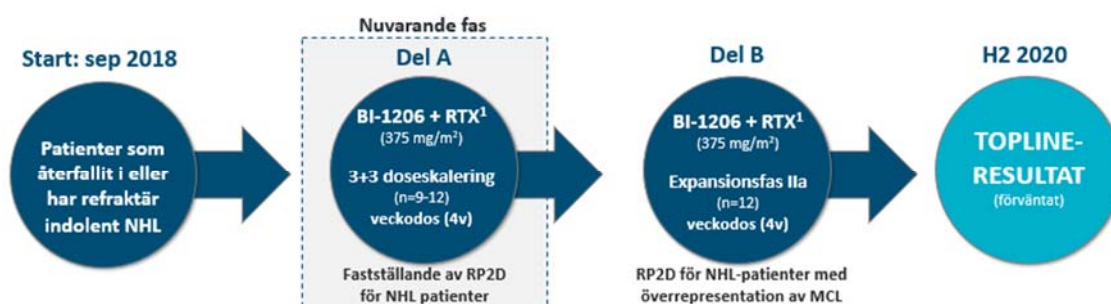 Start: sep 2018
Patienter som
återfallit i eller
har refraktär
indolent NHL
Nuvarande fas
Del A
BI-1206 + RTX¹
(375 mg/m²)
3+3 doseskalering
(n=9-12)
veckodos (4v)
Fastställande av RP2D
för NHL patienter
Del B
BI-1206 + RTX¹
(375 mg/m²)
Expansionsfas IIa
(n=12)
veckodos (4v)
RP2D för NHL-patienter med
överrepresentation av MCL
H2 2020
TOPLINE-
RESULTAT
(förväntat)